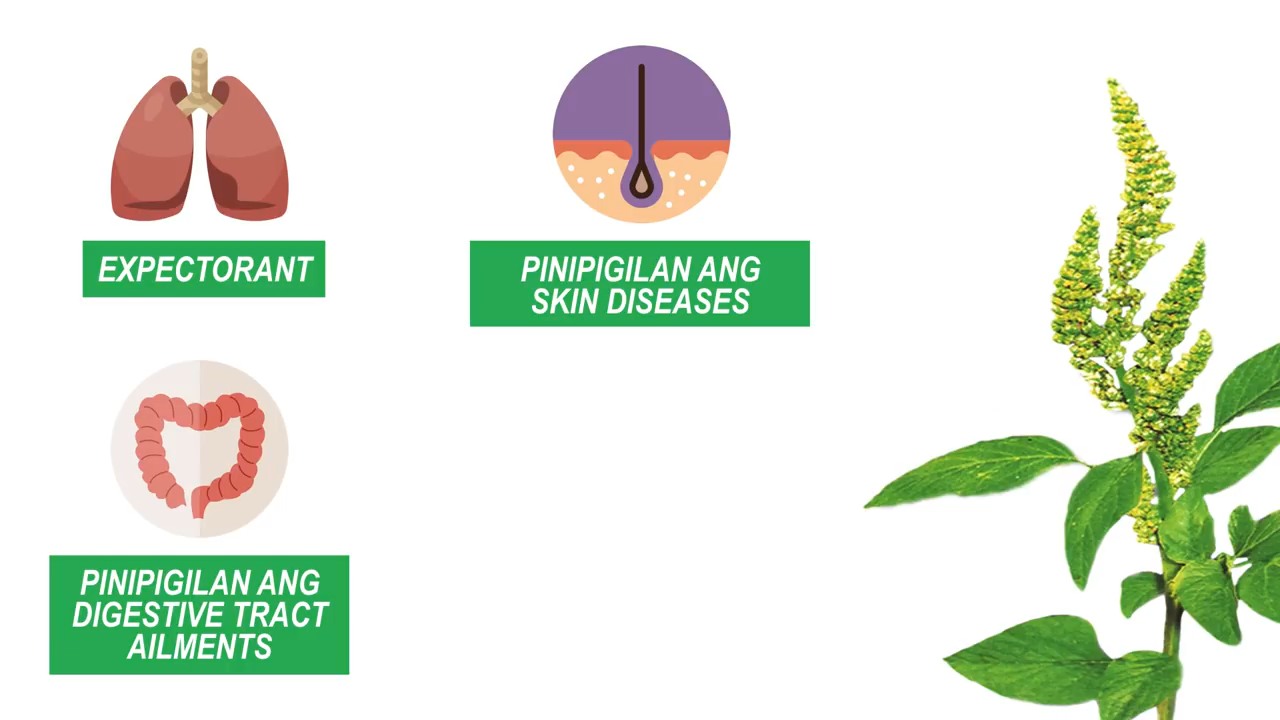 EXPECTORANT
PINIPIGILAN ANG
SKIN DISEASES
PINIPIGILAN ANG
DIGESTIVE TRACT
AILMENTS